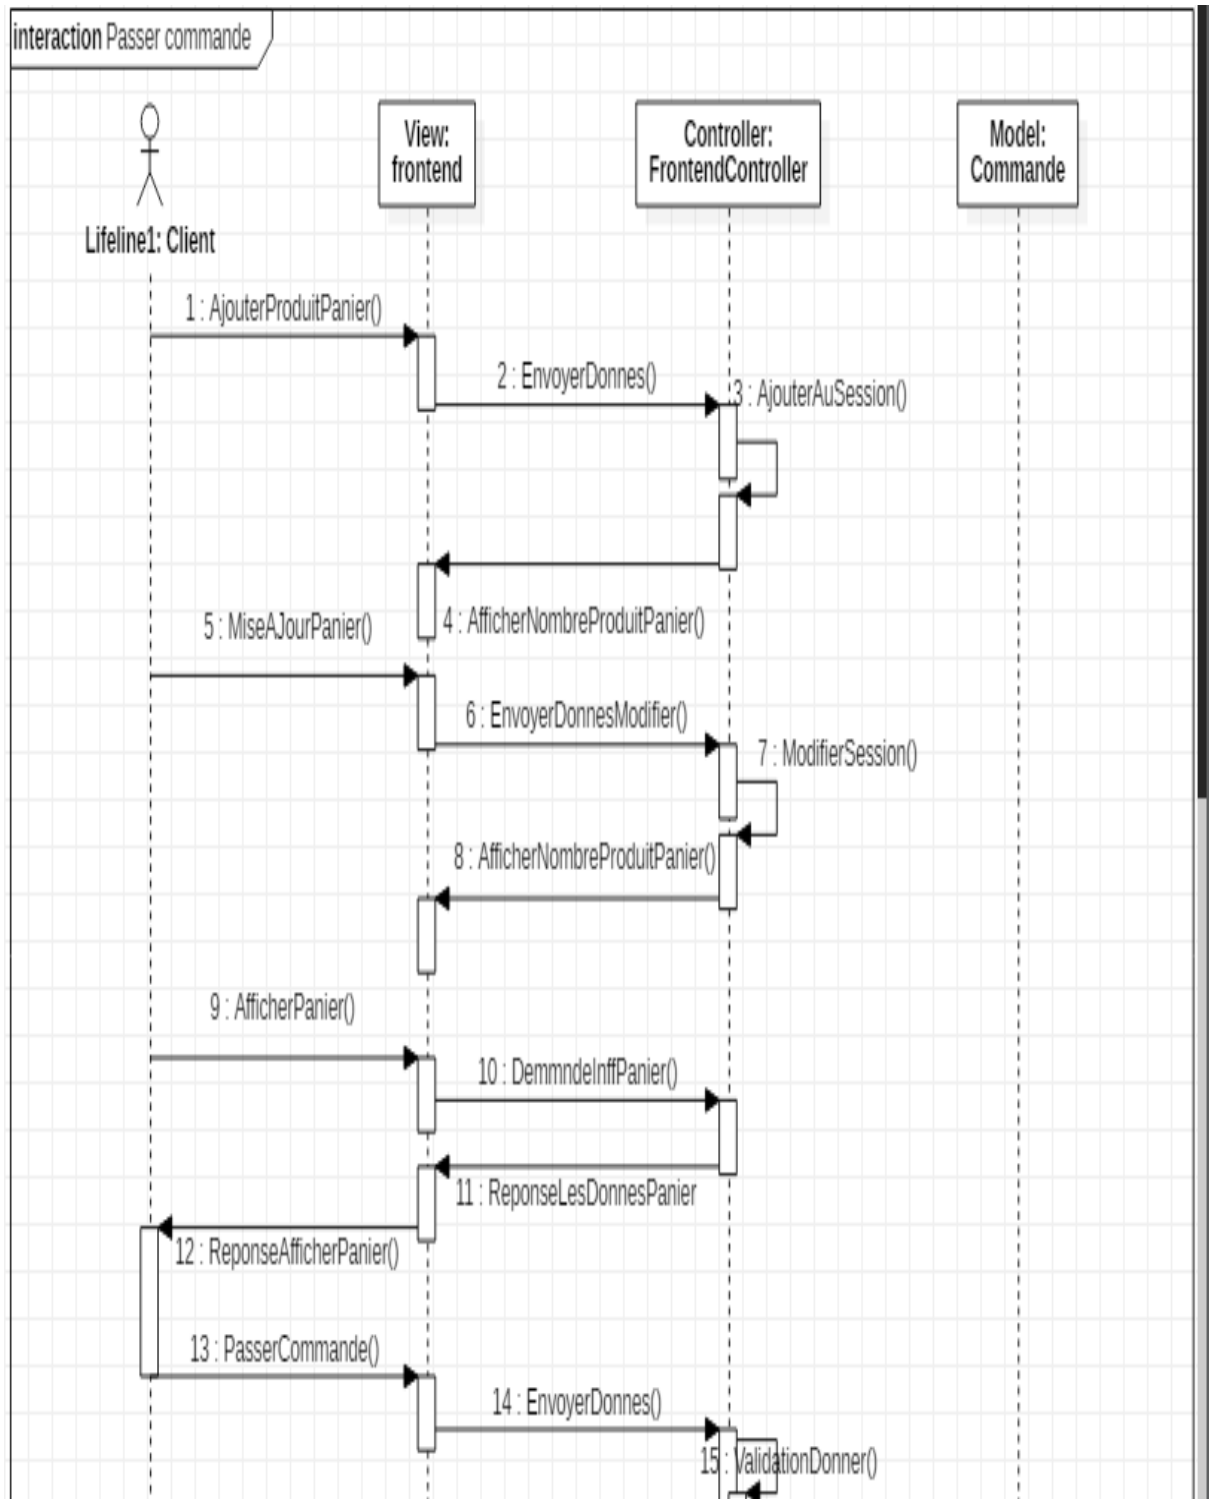 interaction Passer commande
View:
frontend
Controller:
FrontendController
Model:
Commande
Lifeline1: Client
1 : AjouterProduitPanier()
2 : EnvoyerDonnes()
3 : AjouterAuSession()
4 : AfficherNombreProduitPanier()
5 : MiseAJourPanier()
6 : EnvoyerDonnesModifier()
7 : ModifierSession()
8 : AfficherNombreProduitPanier()
9 : AfficherPanier()
10 : DemmndeInffPanier()
11 : ReponseLesDonnesPanier
12 : ReponseAfficherPanier()
13 : PasserCommande()
14 : EnvoyerDonnes()
15 : ValidationDonner()